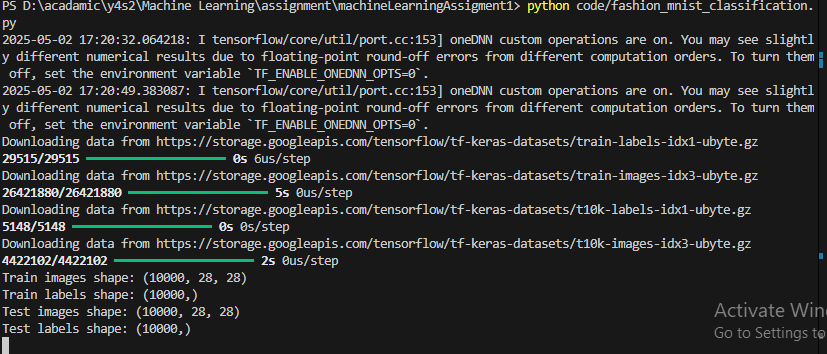 PS D:\acadamic\y4s2\Machine Learning\assignment\machineLearningAssigment1> python code/fashion_mnist_classification.
py
2025-05-02 17:20:32.064218: I tensorflow/core/util/port.cc:153] oneDNN custom operations are on. You may see slightl
y different numerical results due to floating-point round-off errors from different computation orders. To turn them
 off, set the environment variable `TF_ENABLE_ONEDNN_OPTS=0`.
2025-05-02 17:20:49.383087: I tensorflow/core/util/port.cc:153] oneDNN custom operations are on. You may see slightl
y different numerical results due to floating-point round-off errors from different computation orders. To turn them
 off, set the environment variable `TF_ENABLE_ONEDNN_OPTS=0`.
Downloading data from https://storage.googleapis.com/tensorflow/tf-keras-datasets/train-labels-idx1-ubyte.gz
29515/29515 ━━━━━━━━━━━━━━━━━━━━ 0s 6us/step
Downloading data from https://storage.googleapis.com/tensorflow/tf-keras-datasets/train-images-idx3-ubyte.gz
26421880/26421880 ━━━━━━━━━━━━━━━━━━━━ 5s 0us/step
Downloading data from https://storage.googleapis.com/tensorflow/tf-keras-datasets/t10k-labels-idx1-ubyte.gz
5148/5148 ━━━━━━━━━━━━━━━━━━━━ 0s 0s/step
Downloading data from https://storage.googleapis.com/tensorflow/tf-keras-datasets/t10k-images-idx3-ubyte.gz
4422102/4422102 ━━━━━━━━━━━━━━━━━━━━ 2s 0us/step
Train images shape: (10000, 28, 28)
Train labels shape: (10000,)
Test images shape: (10000, 28, 28)
Test labels shape: (10000,)
Activate Win
Go to Settings to